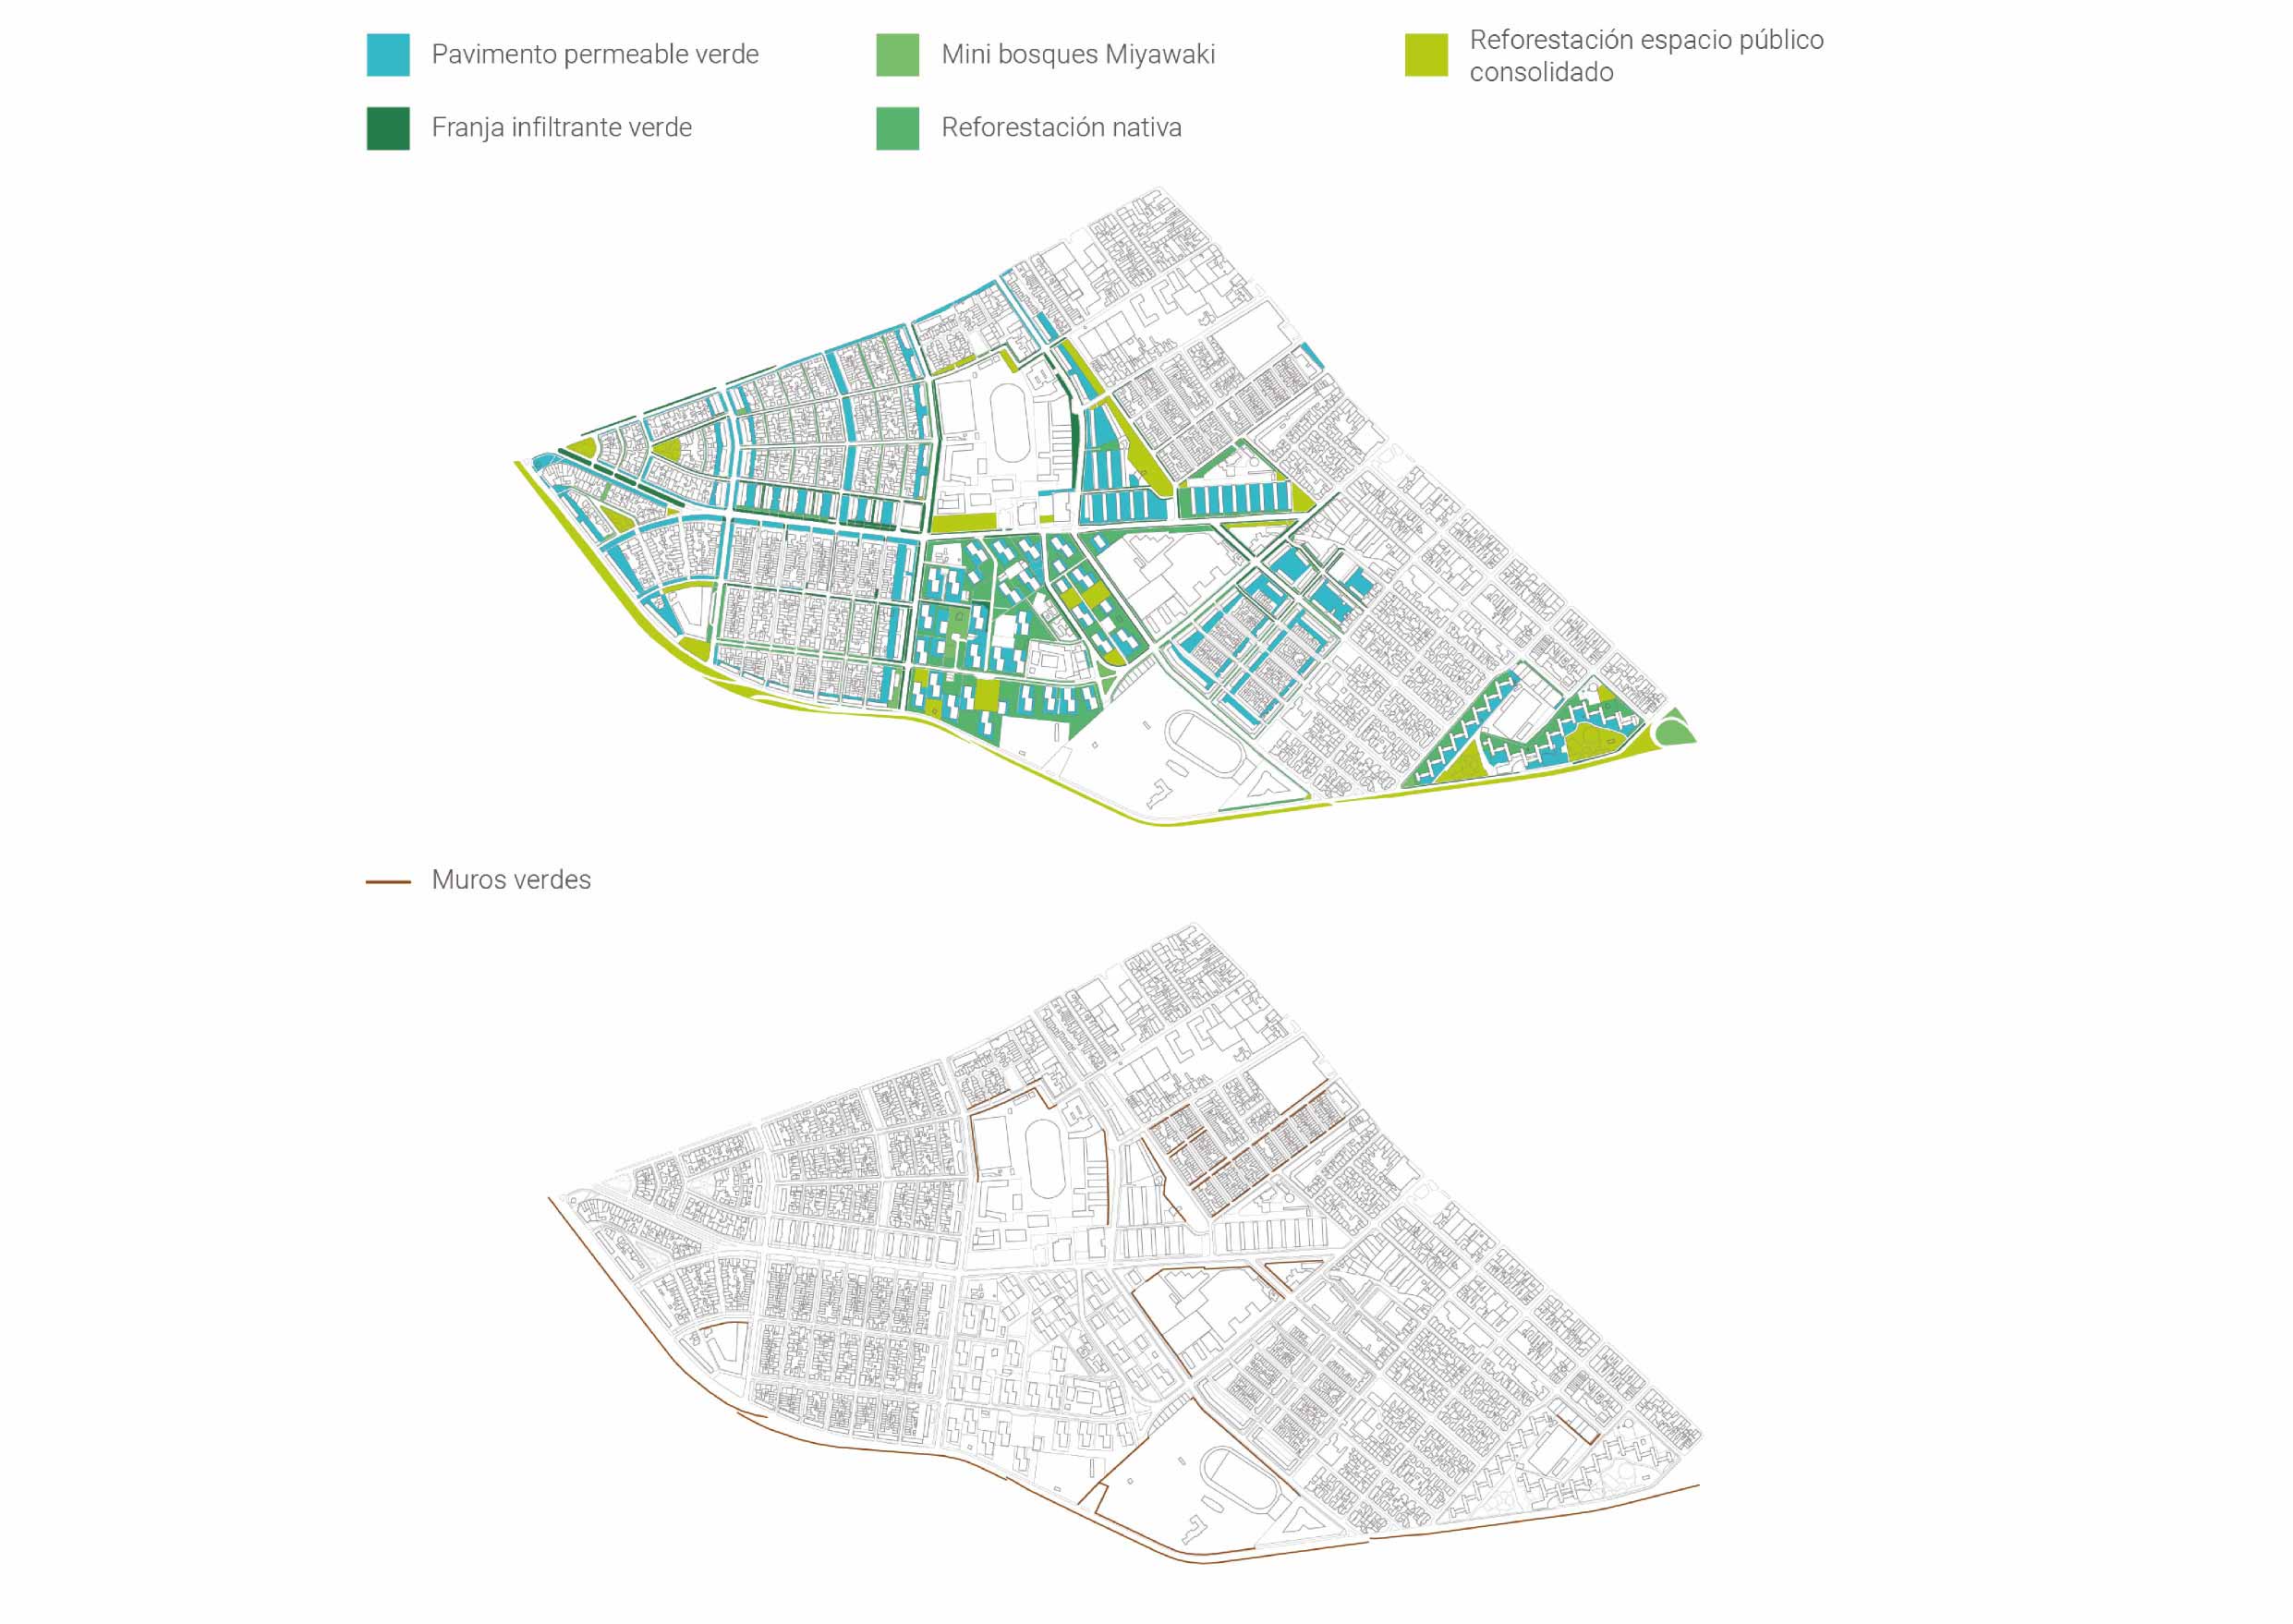 Pavimento permeable verde
Franja infiltrante verde
Mini bosques Miyawaki
Reforestación nativa
Reforestación espacio público
consolidado
Muros verdes